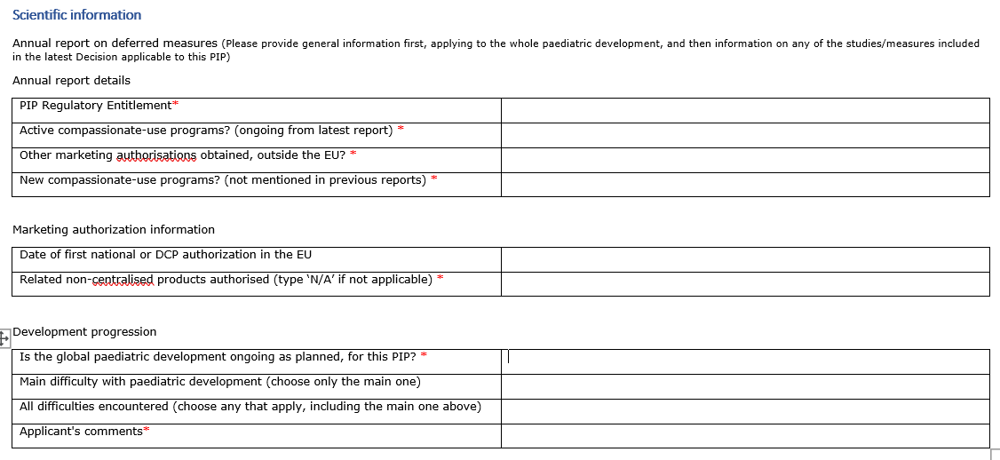 Scientific information
Annual report on deferred measures (Please provide general information first, applying to the whole paediatric development, and then information on any of the studies/measures included
in the latest Decision applicable to this PIP)
Annual report details
PIP Regulatory Entitlement*
Active compassionate-use programs? (ongoing from latest report) *
Other marketing authorisations obtained, outside the EU? *
New compassionate-use programs? (not mentioned in previous reports) *
Marketing authorization information
Date of first national or DCP authorization in the EU
Related non-centralised products authorised (type ‘N/A’ if not applicable) *
Development progression
Is the global paediatric development ongoing as planned, for this PIP? *
Main difficulty with paediatric development (choose only the main one)
All difficulties encountered (choose any that apply, including the main one above)
Applicant's comments*